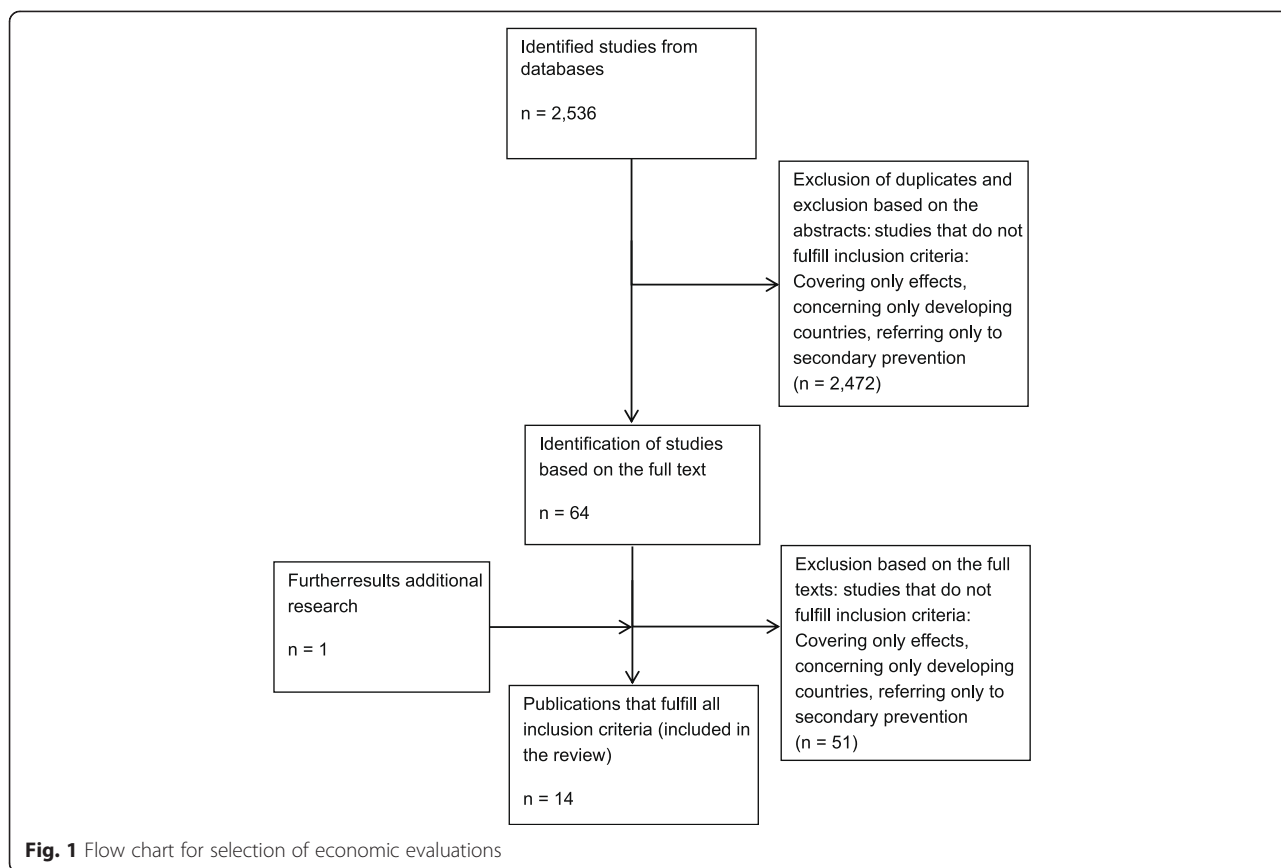 Identified studies from
databases
n = 2,536
Exclusion of duplicates and
exclusion based on the
abstracts: studies that do not
fulfill inclusion criteria:
Covering only effects,
concerning only developing
countries, referring only to
secondary prevention
(n = 2,472)
Identification of studies
based on the full text
n = 64
Furtherresults additional
research
n = 1
Exclusion based on the full
texts: studies that do not
fulfill inclusion criteria:
Covering only effects,
concerning only developing
countries, referring only to
secondary prevention
(n = 51)
Publications that fulfill all
inclusion criteria (included in
the review)
n = 14
Fig. 1 Flow chart for selection of economic evaluations